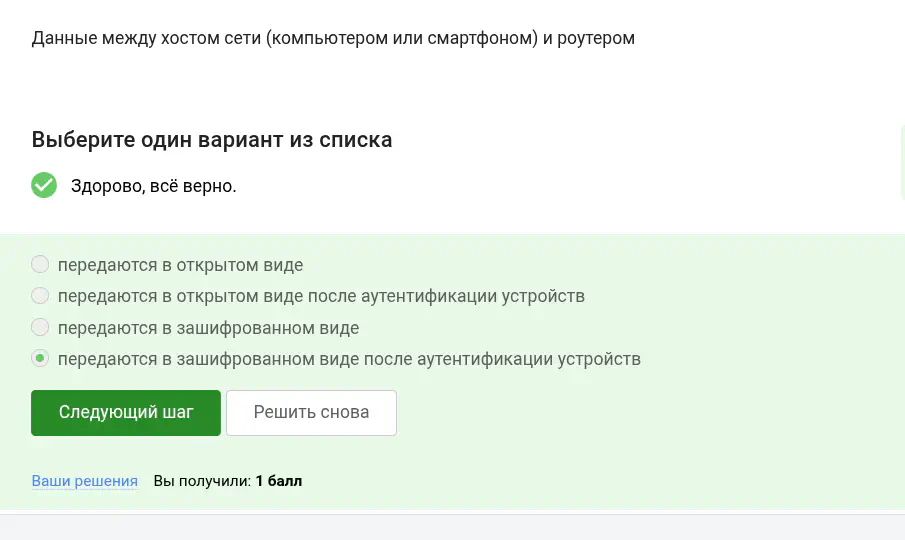 Данные между хостом сети (компьютером или смартфоном) и роутером
Выберите один вариант из списка
Здорово, всё верно.
передаются в открытом виде
передаются в открытом виде после аутентификации устройств
передаются в зашифрованном виде
передаются в зашифрованном виде после аутентификации устройств
Следующий шаг Решить снова
Ваши решения Вы получили: 1 балл